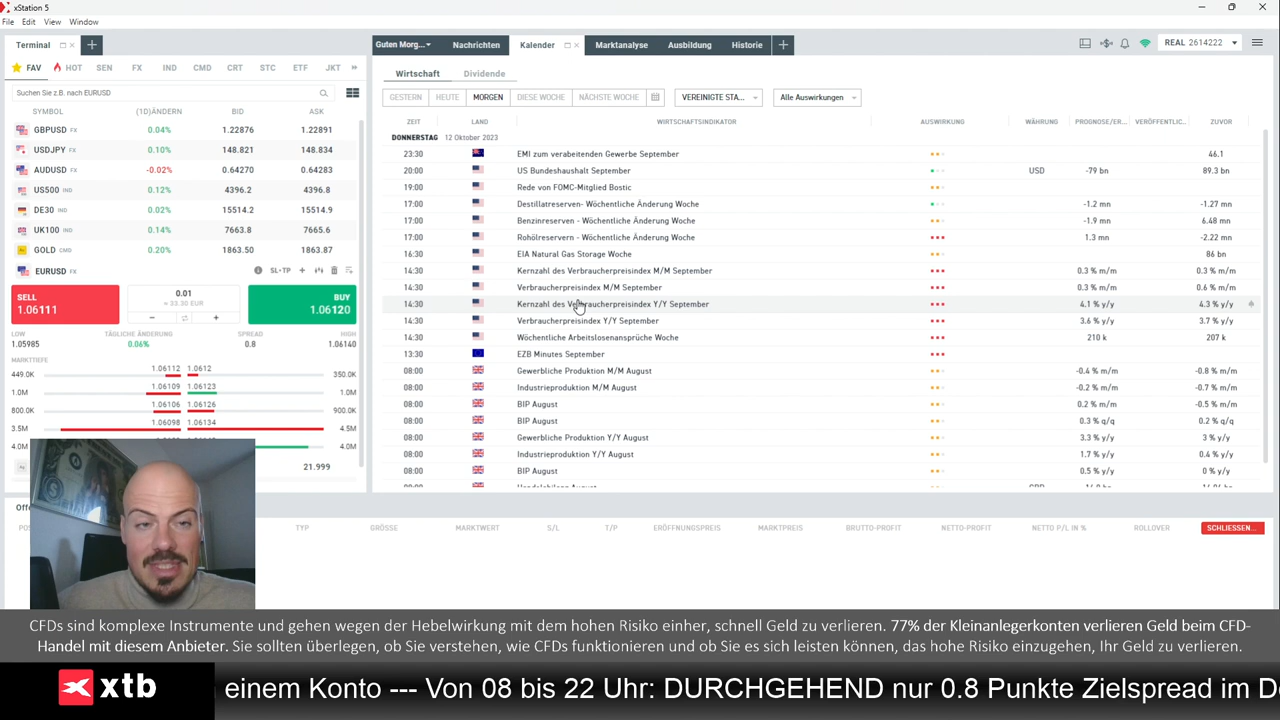 xStation 5
File Edit View Window
Terminal
FAV HOT SEN FX IND CMD CRT STC ETF JKT
Suchen Sie z.B. nach EURUSD
SYMBOL (1D)ÄNDERN BID ASK
GBPUSD FX 0.04% 1.22876 1.22891
USDJPY FX 0.10% 148.821 148.834
AUDUSD FX -0.02% 0.64270 0.64283
US500 IND 0.12% 4396.2 4396.8
DE30 IND 0.02% 15514.2 15514.9
UK100 IND 0.14% 7663.8 7665.6
GOLD CMD 0.20% 1863.50 1863.87
EURUSD FX SL+TP
SELL 1.06111
0.01
≈ 33.30 EUR
BUY 1.06120
LOW TÄGLICHE ÄNDERUNG SPREAD HIGH
1.05985 0.06% 0.8 1.06140
MARKTTIEFE
449.0K 1.06112 1.0612 350.0K
1.0M 1.06109 1.06123 1.0M
800.0K 1.06106 1.06126 900.0K
3.5M 1.06098 1.06134 4.5M
4.0M 4.0M
21.999
Guten Morg... Nachrichten Kalender Marktanalyse Ausbildung Historie
REAL 2614222
Wirtschaft Dividende
GESTERN HEUTE MORGEN DIESE WOCHE NÄCHSTE WOCHE VEREINIGTE STA... Alle Auswirkungen
ZEIT LAND WIRTSCHAFTSINDIKATOR AUSWIRKUNG WÄHRUNG PROGNOSE/ER... VERÖFFENTLIC... ZUVOR
DONNERSTAG 12 Oktober 2023
23:30 EMI zum verabeitenden Gewerbe September 46.1
20:00 US Bundeshaushalt September USD -79 bn 89.3 bn
19:00 Rede von FOMC-Mitglied Bostic
17:00 Destillatreserven- Wöchentliche Änderung Woche -1.2 mn -1.27 mn
17:00 Benzinreserven - Wöchentliche Änderung Woche -1.9 mn 6.48 mn
17:00 Rohölreservern - Wöchentliche Änderung Woche 1.3 mn -2.22 mn
16:30 EIA Natural Gas Storage Woche 86 bn
14:30 Kernzahl des Verbraucherpreisindex M/M September 0.3 % m/m 0.3 % m/m
14:30 Verbraucherpreisindex M/M September 0.3 % m/m 0.6 % m/m
14:30 Kernzahl des Verbraucherpreisindex Y/Y September 4.1 % y/y 4.3 % y/y
14:30 Verbraucherpreisindex Y/Y September 3.6 % y/y 3.7 % y/y
14:30 Wöchentliche Arbeitslosenansprüche Woche 210 k 207 k
13:30 EZB Minutes September
08:00 Gewerbliche Produktion M/M August -0.4 % m/m -0.8 % m/m
08:00 Industrieproduktion M/M August -0.2 % m/m -0.7 % m/m
08:00 BIP August 0.2 % m/m -0.5 % m/m
08:00 BIP August 0.3 % q/q 0.2 % q/q
08:00 Gewerbliche Produktion Y/Y August 3.3 % y/y 3 % y/y
08:00 Industrieproduktion Y/Y August 1.7 % y/y 0.4 % y/y
08:00 BIP August 0.5 % y/y 0 % y/y
TYP GRÖSSE MARKTWERT S/L T/P ERÖFFNUNGSPREIS MARKTPREIS BRUTTO-PROFIT NETTO-PROFIT NETTO P/L IN % ROLLOVER SCHLIESSEN...
CFDs sind komplexe Instrumente und gehen wegen der Hebelwirkung mit dem hohen Risiko einher, schnell Geld zu verlieren. 77% der Kleinanlegerkonten verlieren Geld beim CFD-
Handel mit diesem Anbieter. Sie sollten überlegen, ob Sie verstehen, wie CFDs funktionieren und ob Sie es sich leisten können, das hohe Risiko einzugehen, Ihr Geld zu verlieren.
xtb einem Konto --- Von 08 bis 22 Uhr: DURCHGEHEND nur 0.8 Punkte Zielspread im